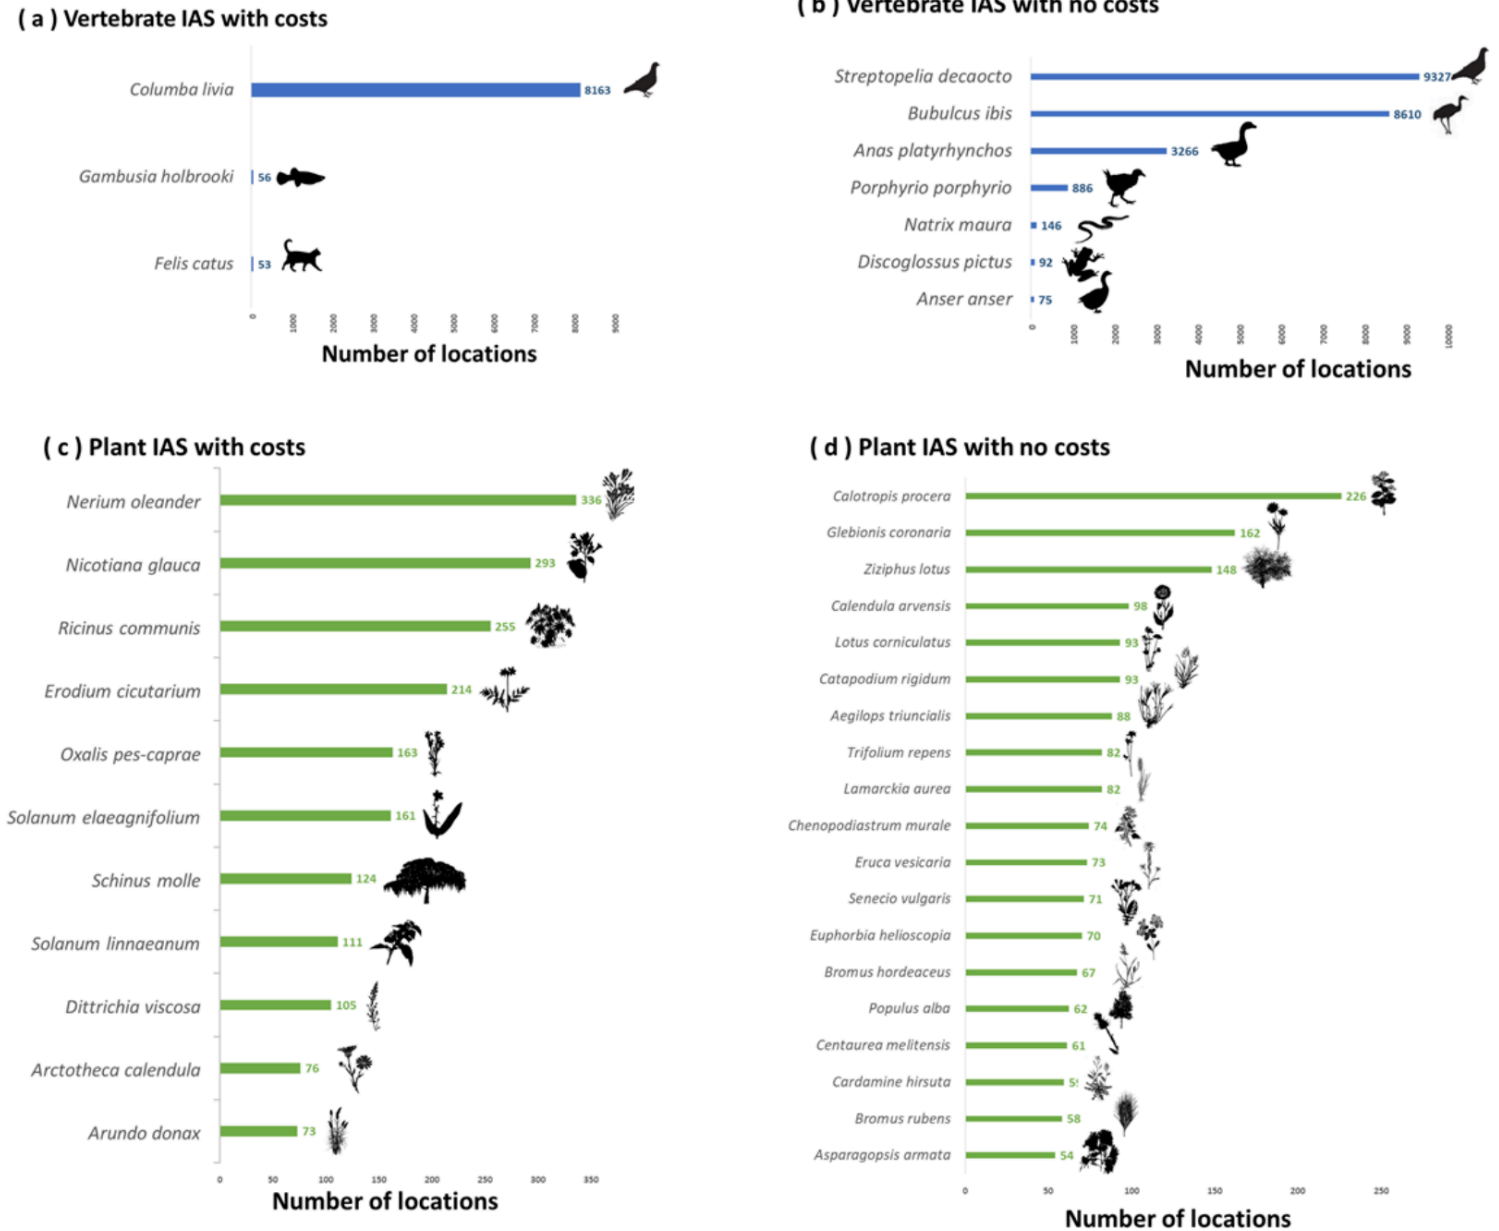 ( a ) Vertebrate IAS with costs
Columba livia
8163
Gambusia holbrooki
56
Felis catus
53
0 1000 2000 3000 4000 5000 6000 7000 8000 9000
Number of locations
( b ) Vertebrate IAS with no costs
Streptopelia decaocto
9327
Bubulcus ibis
8610
Anas platyrhynchos
3266
Porphyrio porphyrio
886
Natrix maura
146
Discoglossus pictus
92
Anser anser
75
0 1000 2000 3000 4000 5000 6000 7000 8000 9000 10000
Number of locations
( c ) Plant IAS with costs
Nerium oleander
336
Nicotiana glauca
293
Ricinus communis
255
Erodium cicutarium
214
Oxalis pes-caprae
163
Solanum elaeagnifolium
161
Schinus molle
124
Solanum linnaeanum
111
Dittrichia viscosa
105
Arctotheca calendula
76
Arundo donax
73
0 50 100 150 200 250 300 350
Number of locations
( d ) Plant IAS with no costs
Calotropis procera
226
Glebionis coronaria
162
Ziziphus lotus
148
Calendula arvensis
98
Lotus corniculatus
93
Catapodium rigidum
93
Aegilops triuncialis
88
Trifolium repens
82
Lamarckia aurea
82
Chenopodiastrum murale
74
Eruca vesicaria
73
Senecio vulgaris
71
Euphorbia helioscopia
70
Bromus hordeaceus
67
Populus alba
62
Centaurea melitensis
61
Cardamine hirsuta
Bromus rubens
58
Asparagopsis armata
54
0 50 100 150 200 250
Number of locations